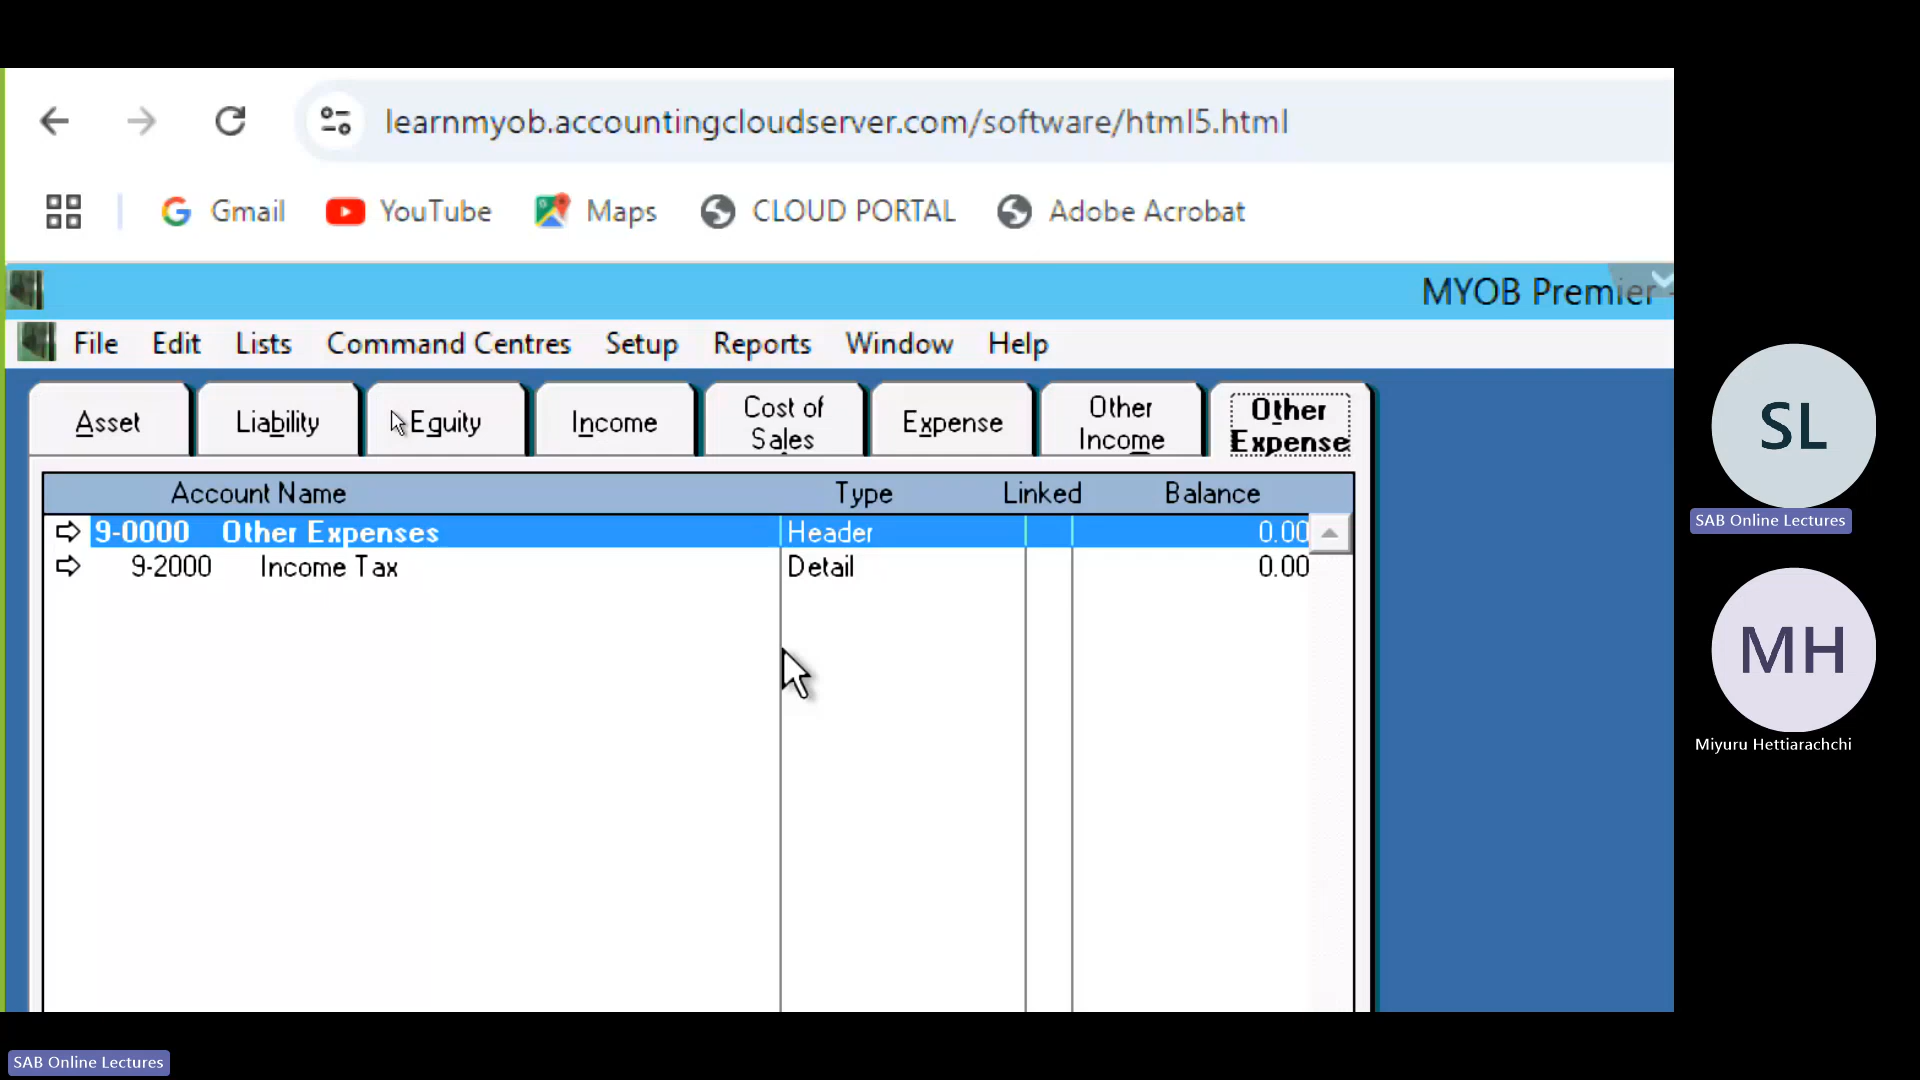 learnmyob.accountingcloudserver.com/software/html5.html
Gmail YouTube Maps CLOUD PORTAL Adobe Acrobat
MYOB Premier
File Edit Lists Command Centres Setup Reports Window Help
Asset Liability Equity Income Cost of Sales Expense Other Income Other Expense
Account Name Type Linked Balance
9-0000 Other Expenses Header 0.00
9-2000 Income Tax Detail 0.00
SL
SAB Online Lectures
MH
Miyuru Hettiarachchi
SAB Online Lectures